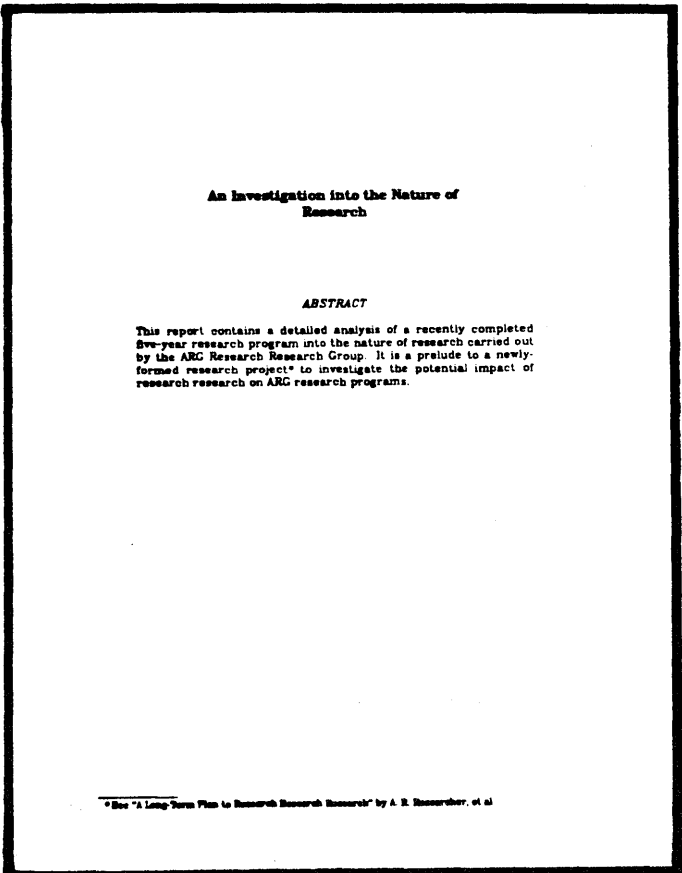 An Investigation into the Nature of
Research
ABSTRACT
This report contains a detailed analysis of a recently completed
five-year research program into the nature of research carried out
by the ARG Research Research Group. It is a prelude to a newly-
formed research project* to investigate the potential impact of
research research on ARG research programs.
* See "A Long-Term Plan to Research Research Research" by A. R. Researcher, et al